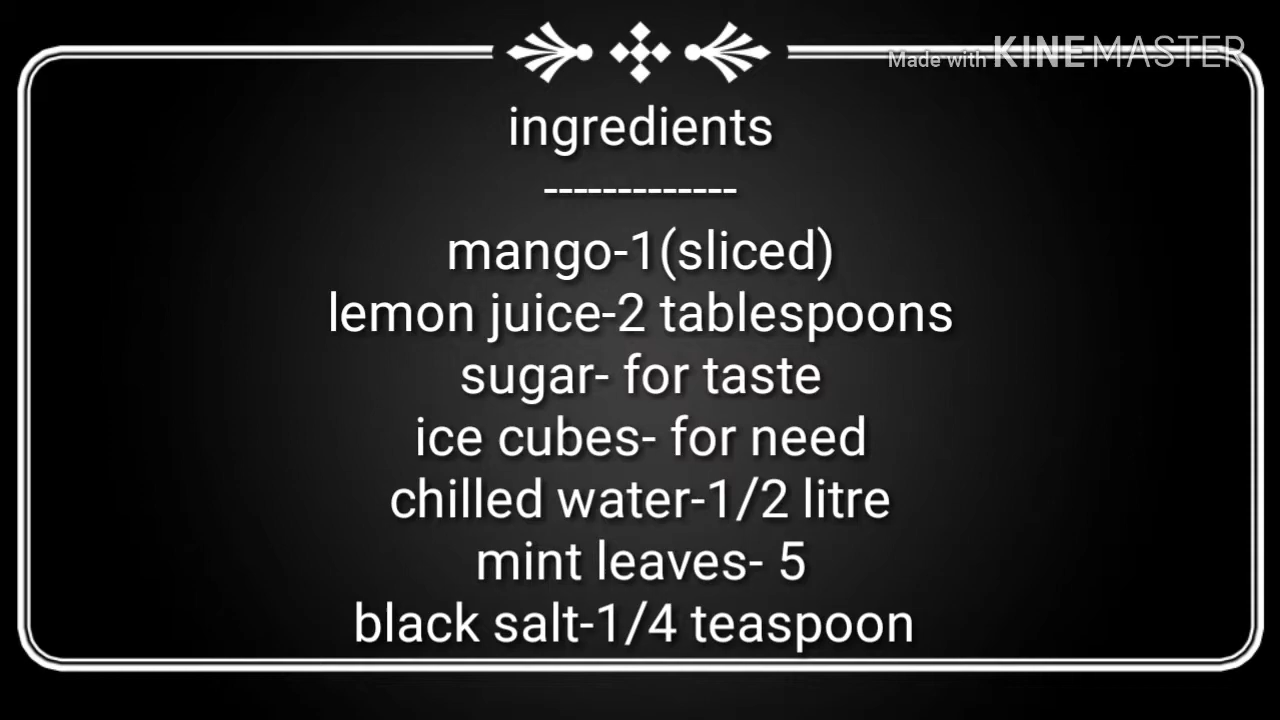 Made with KINEMASTER
ingredients
-------------
mango-1(sliced)
lemon juice-2 tablespoons
sugar- for taste
ice cubes- for need
chilled water-1/2 litre
mint leaves- 5
black salt-1/4 teaspoon